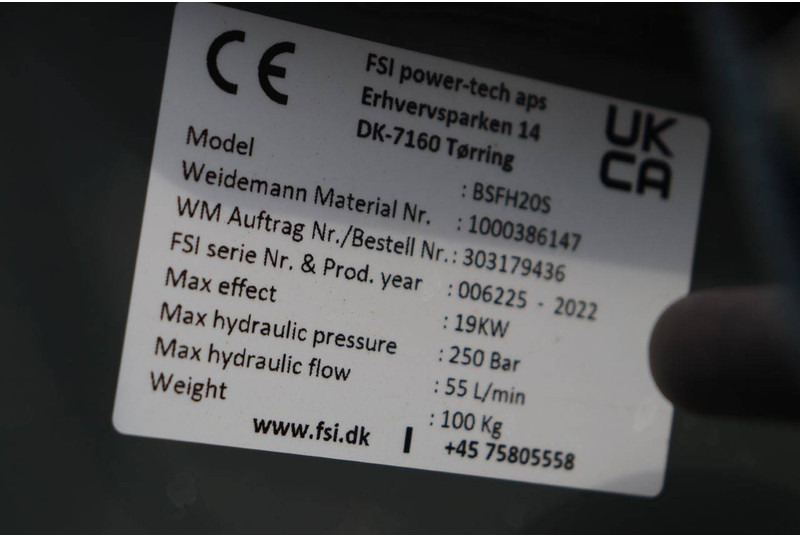 CE
FSI power-tech aps
Erhvervsparken 14
DK-7160 Tørring
UK
CA
Model : BSFH20S
Weidemann Material Nr. : 1000386147
WM Auftrag Nr./Bestell Nr. : 303179436
FSI serie Nr. & Prod. year : 006225 - 2022
Max effect : 19KW
Max hydraulic pressure : 250 Bar
Max hydraulic flow : 55 L/min
Weight : 100 Kg
www.fsi.dk | +45 75805558